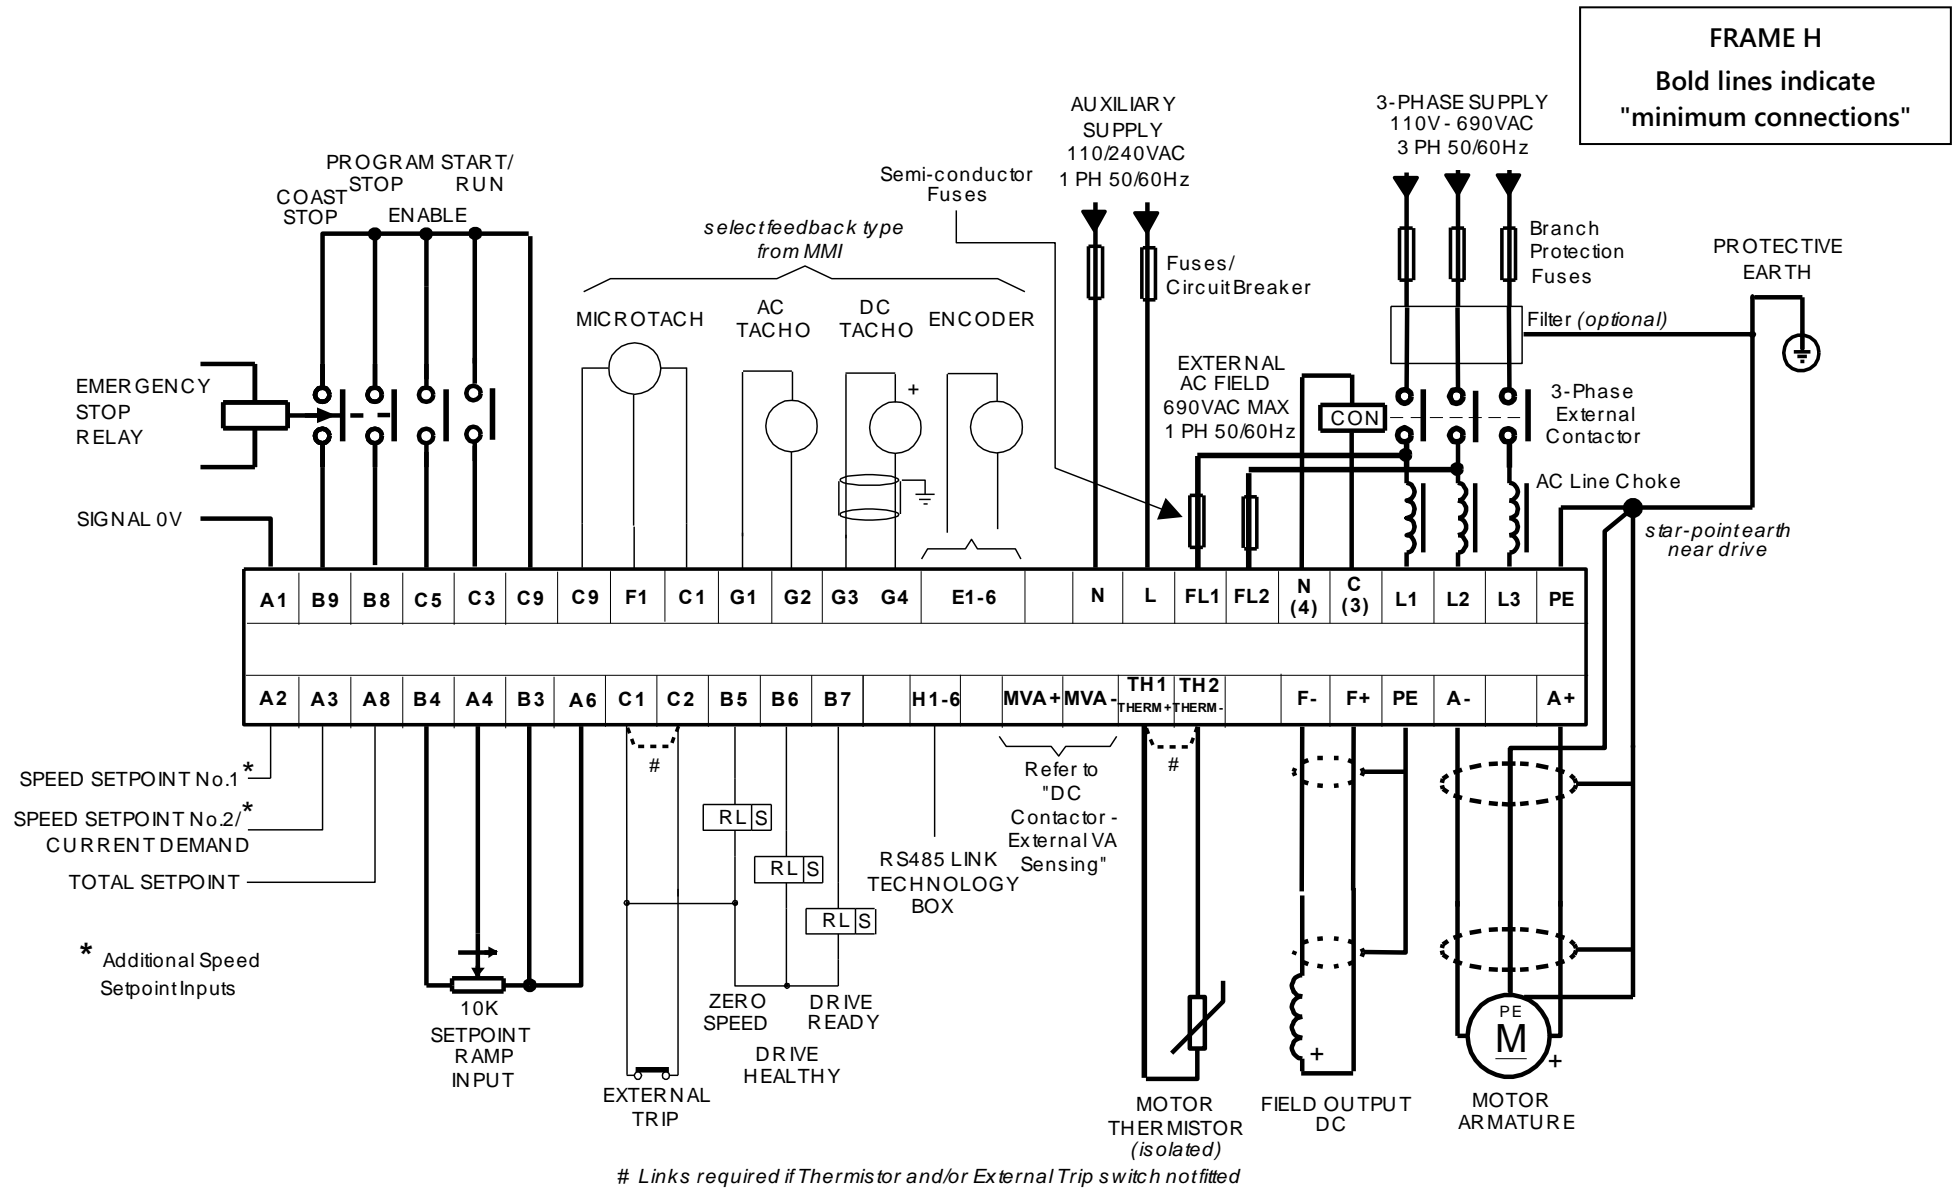 FRAME H
Bold lines indicate
"minimum connections"
AUXILIARY
SUPPLY
110/240VAC
1 PH 50/60Hz
3-PHASE SUPPLY
110V - 690VAC
3 PH 50/60Hz
Semi-conductor
Fuses
PROGRAM
STOP
START/
RUN
COAST
STOP
ENABLE
select feedback type
from MMI
Fuses/
Circuit Breaker
Branch
Protection
Fuses
PROTECTIVE
EARTH
MICROTACH
AC
TACHO
DC
TACHO
ENCODER
+
Filter (optional)
EXTERNAL
AC FIELD
690VAC MAX
1 PH 50/60Hz
CON
3-Phase
External
Contactor
EMERGENCY
STOP
RELAY
AC Line Choke
SIGNAL 0V
star-point earth
near drive
A1 B9 B8 C5 C3 C9 C9 F1 C1 G1 G2 G3 G4 E1-6 N L FL1 FL2 N (4) C (3) L1 L2 L3 PE
A2 A3 A8 B4 A4 B3 A6 C1 C2 B5 B6 B7 H1-6 MVA+ MVA- TH1 THERM+ TH2 THERM- F- F+ PE A- A+
SPEED SETPOINT No.1 *
SPEED SETPOINT No.2/ *
CURRENT DEMAND
TOTAL SETPOINT
#
Refer to
"DC
Contactor -
External VA
Sensing"
#
RL S
RL S
RL S
RS485 LINK
TECHNOLOGY
BOX
* Additional Speed
Setpoint Inputs
10K
SETPOINT
RAMP
INPUT
ZERO
SPEED
DRIVE
READY
DRIVE
HEALTHY
EXTERNAL
TRIP
MOTOR
THERMISTOR
(isolated)
+
FIELD OUTPUT
DC
PE
M
+
MOTOR
ARMATURE
# Links required if Thermistor and/or External Trip switch not fitted